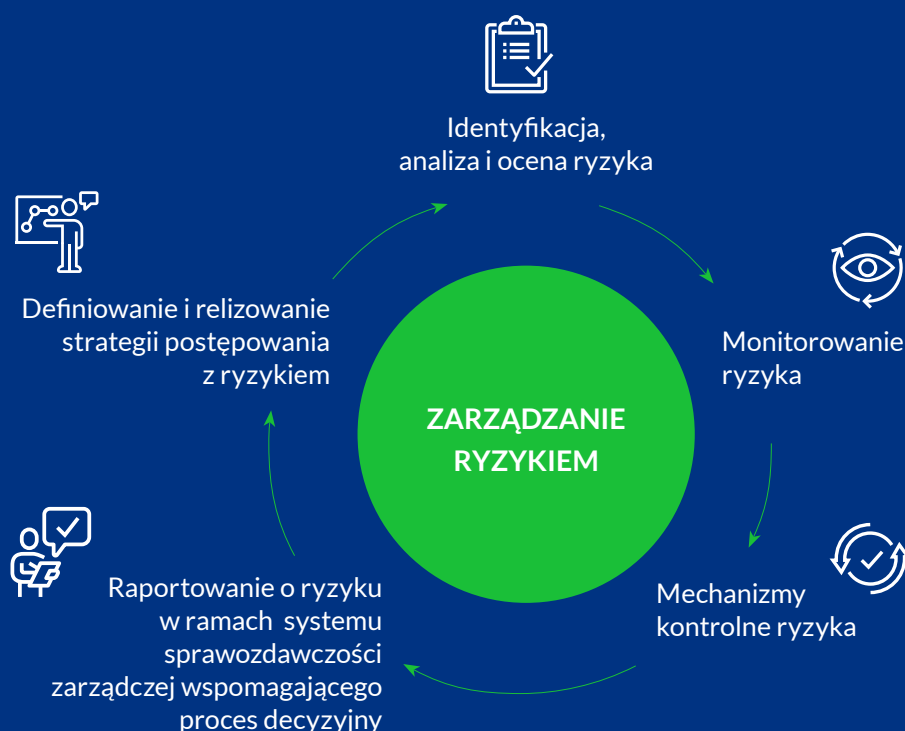 Identyfikacja,
analiza i ocena ryzyka
Monitorowanie
ryzyka
Mechanizmy
kontrolne ryzyka
Raportowanie o ryzyku
w ramach systemu
sprawozdawczości
zarządczej wspomagającego
proces decyzyjny
Definiowanie i relizowanie
strategii postępowania
z ryzykiem
ZARZĄDZANIE
RYZYKIEM